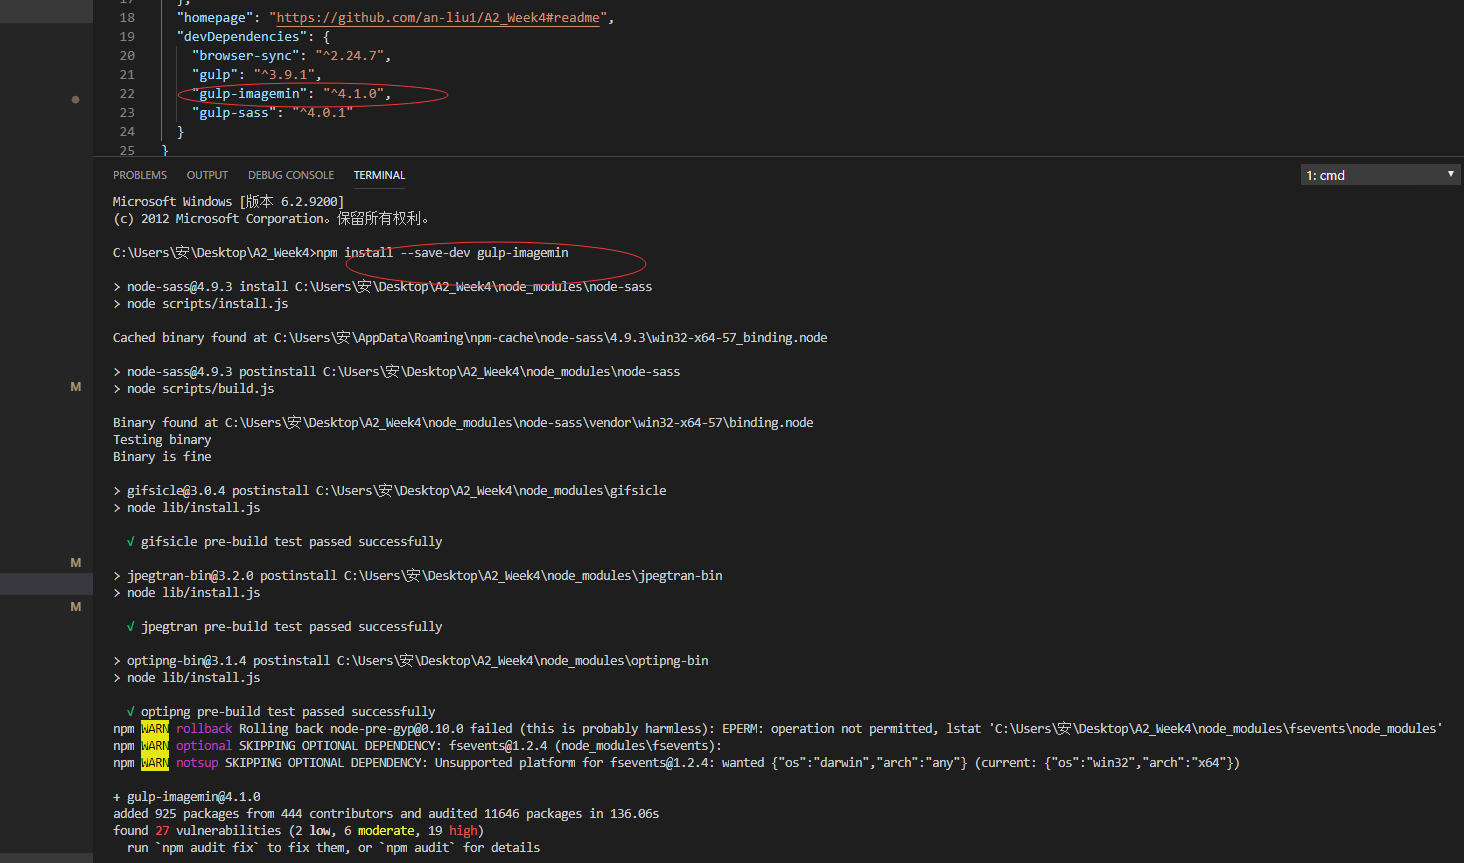 17 },
18 "homepage": "https://github.com/an-liu1/A2_Week4#readme",
19 "devDependencies": {
20 "browser-sync": "^2.24.7",
21 "gulp": "^3.9.1",
22 "gulp-imagemin": "^4.1.0",
23 "gulp-sass": "^4.0.1"
24 }
25 }
PROBLEMS OUTPUT DEBUG CONSOLE TERMINAL 1: cmd
Microsoft Windows [版本 6.2.9200]
(c) 2012 Microsoft Corporation。保留所有权利。
C:\Users\安\Desktop\A2_Week4>npm install --save-dev gulp-imagemin
> node-sass@4.9.3 install C:\Users\安\Desktop\A2_Week4\node_modules\node-sass
> node scripts/install.js
Cached binary found at C:\Users\安\AppData\Roaming\npm-cache\node-sass\4.9.3\win32-x64-57_binding.node
> node-sass@4.9.3 postinstall C:\Users\安\Desktop\A2_Week4\node_modules\node-sass
M
> node scripts/build.js
Binary found at C:\Users\安\Desktop\A2_Week4\node_modules\node-sass\vendor\win32-x64-57\binding.node
Testing binary
Binary is fine
> gifsicle@3.0.4 postinstall C:\Users\安\Desktop\A2_Week4\node_modules\gifsicle
> node lib/install.js
√ gifsicle pre-build test passed successfully
M
> jpegtran-bin@3.2.0 postinstall C:\Users\安\Desktop\A2_Week4\node_modules\jpegtran-bin
> node lib/install.js
M
√ jpegtran pre-build test passed successfully
> optipng-bin@3.1.4 postinstall C:\Users\安\Desktop\A2_Week4\node_modules\optipng-bin
> node lib/install.js
√ optipng pre-build test passed successfully
npm WARN rollback Rolling back node-pre-gyp@0.10.0 failed (this is probably harmless): EPERM: operation not permitted, lstat 'C:\Users\安\Desktop\A2_Week4\node_modules\fsevents\node_modules'
npm WARN optional SKIPPING OPTIONAL DEPENDENCY: fsevents@1.2.4 (node_modules\fsevents):
npm WARN notsup SKIPPING OPTIONAL DEPENDENCY: Unsupported platform for fsevents@1.2.4: wanted {"os":"darwin","arch":"any"} (current: {"os":"win32","arch":"x64"})
+ gulp-imagemin@4.1.0
added 925 packages from 444 contributors and audited 11646 packages in 136.06s
found 27 vulnerabilities (2 low, 6 moderate, 19 high)
run `npm audit fix` to fix them, or `npm audit` for details